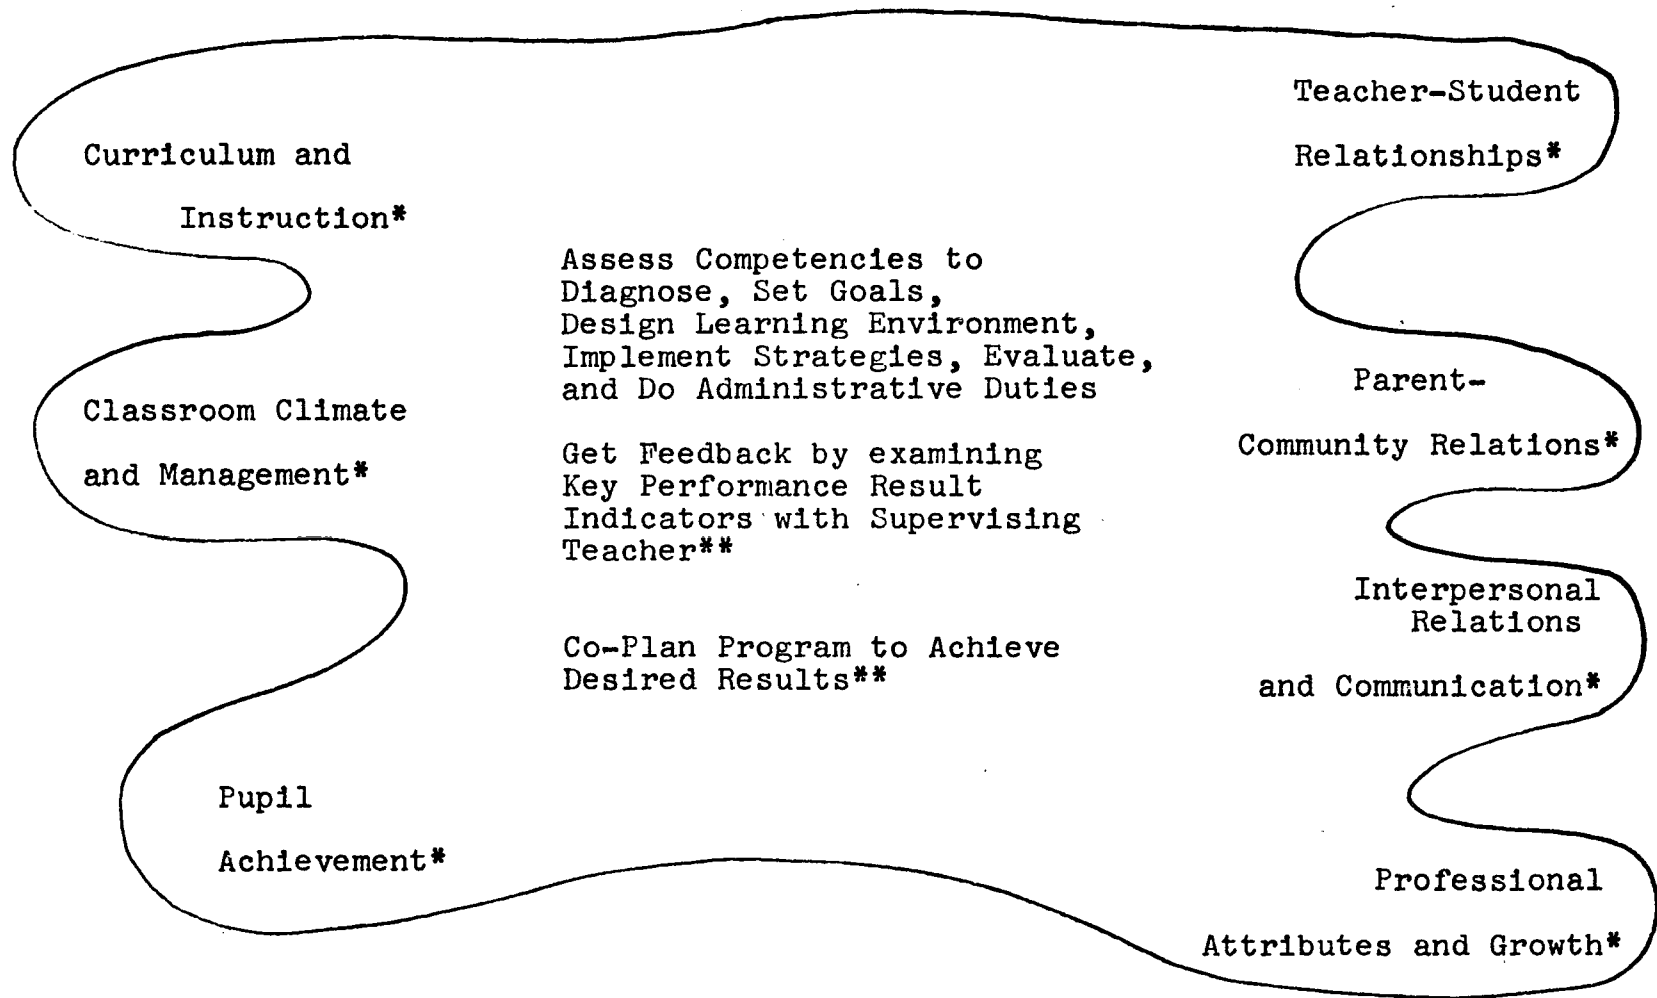 Curriculum and
Instruction*
Classroom Climate
and Management*
Pupil
Achievement*
Assess Competencies to
Diagnose, Set Goals,
Design Learning Environment,
Implement Strategies, Evaluate,
and Do Administrative Duties
Get Feedback by examining
Key Performance Result
Indicators with Supervising
Teacher**
Co-Plan Program to Achieve
Desired Results**
Teacher-Student
Relationships*
Parent-
Community Relations*
Interpersonal
Relations
and Communication*
Professional
Attributes and Growth*